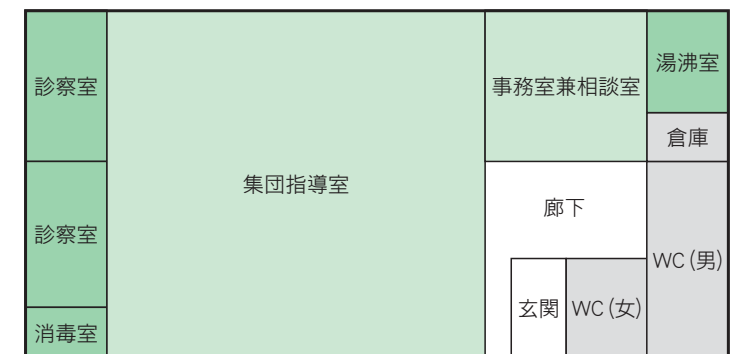 診察室
集団指導室
事務室兼相談室
湯沸室
倉庫
診察室
廊下
WC(男)
消毒室
玄関
WC(女)